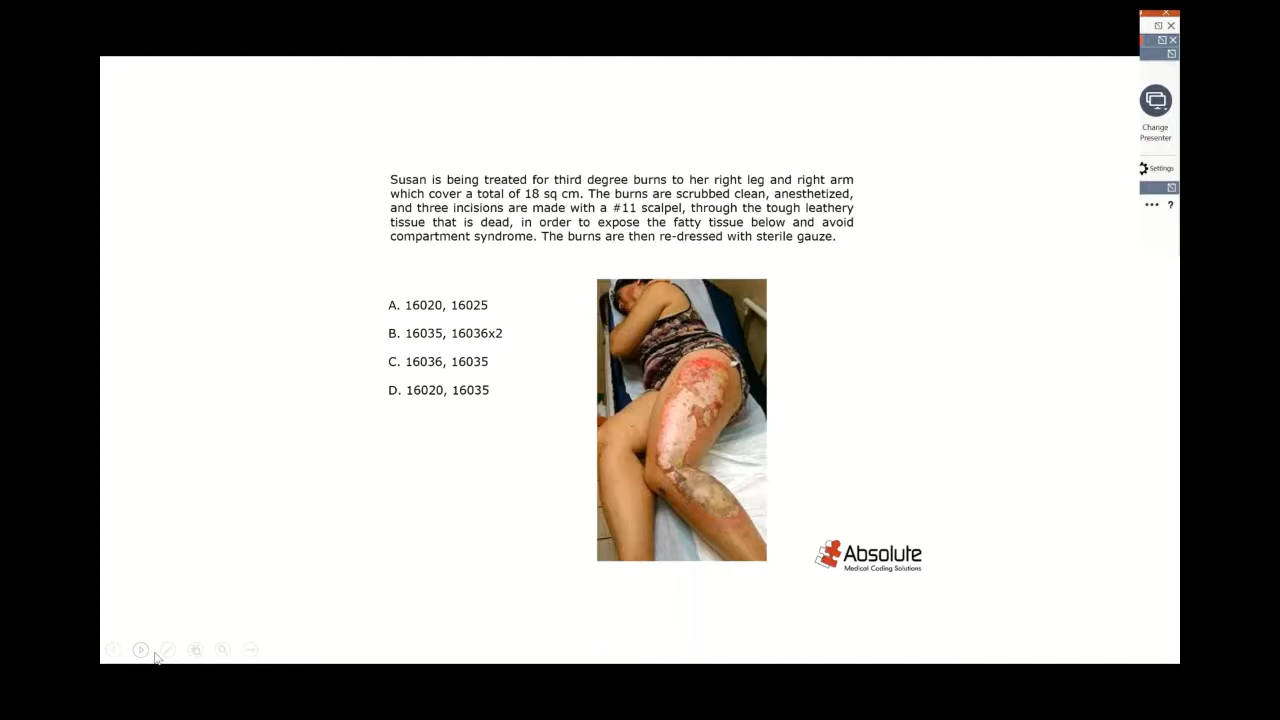 Change
Presenter
Settings
... ?
Susan is being treated for third degree burns to her right leg and right arm
which cover a total of 18 sq cm. The burns are scrubbed clean, anesthetized,
and three incisions are made with a #11 scalpel, through the tough leathery
tissue that is dead, in order to expose the fatty tissue below and avoid
compartment syndrome. The burns are then re-dressed with sterile gauze.
A. 16020, 16025
B. 16035, 16036x2
C. 16036, 16035
D. 16020, 16035
Absolute
Medical Coding Solutions